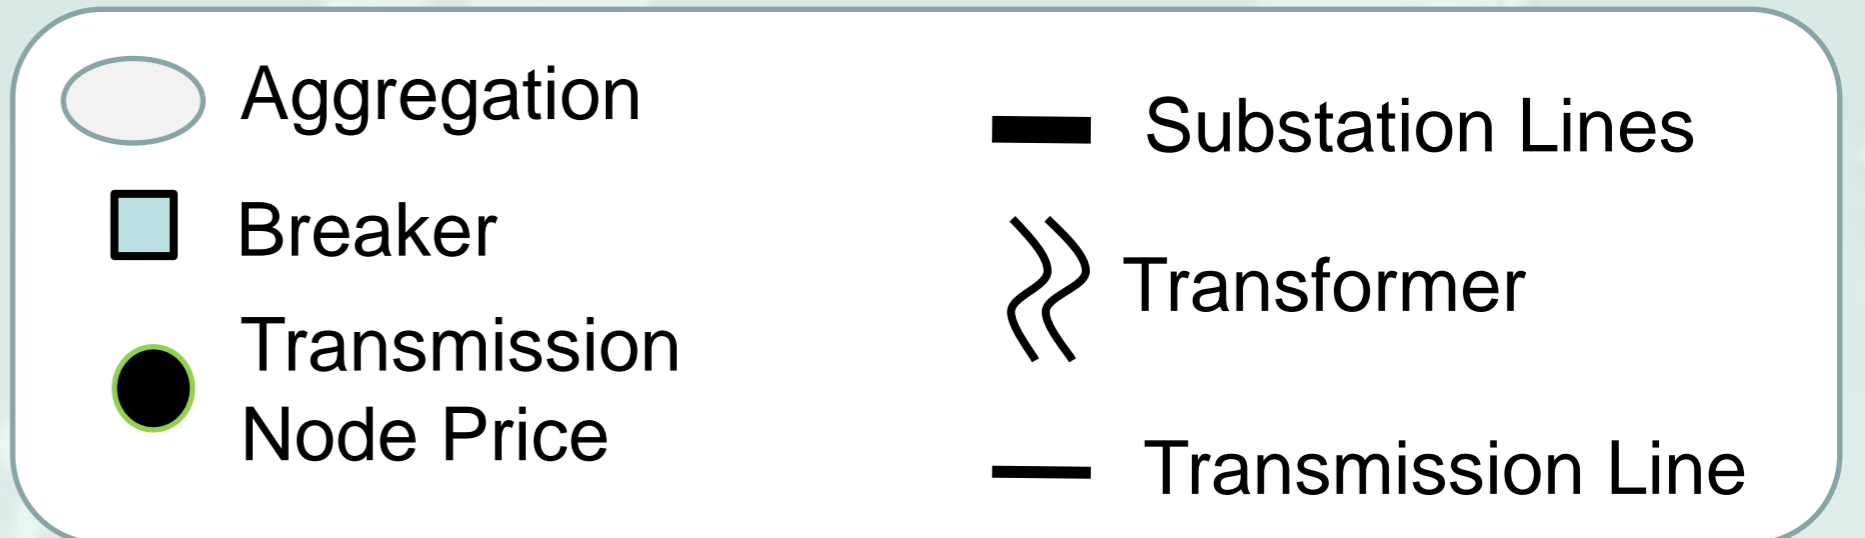 Aggregation
Breaker
Transmission
Node Price
Substation Lines
Transformer
Transmission Line